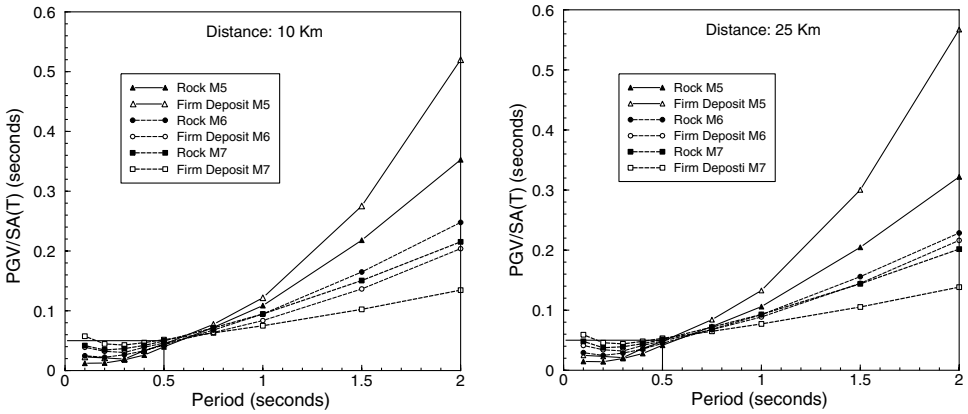 0.6
Distance: 10 Km
0.5
Rock M5
Firm Deposit M5
0.4
Rock M6
Firm Deposit M6
Rock M7
0.3
Firm Deposit M7
0.2
0.1
0
0
0.5
1
1.5
2
PGV/SA(T) (seconds)
Period (seconds)
0.6
Distance: 25 Km
0.5
Rock M5
Firm Deposit M5
0.4
Rock M6
Firm Deposit M6
Rock M7
0.3
Firm Depositi M7
0.2
0.1
0
0
0.5
1
1.5
2
PGV/SA(T) (seconds)
Period (seconds)